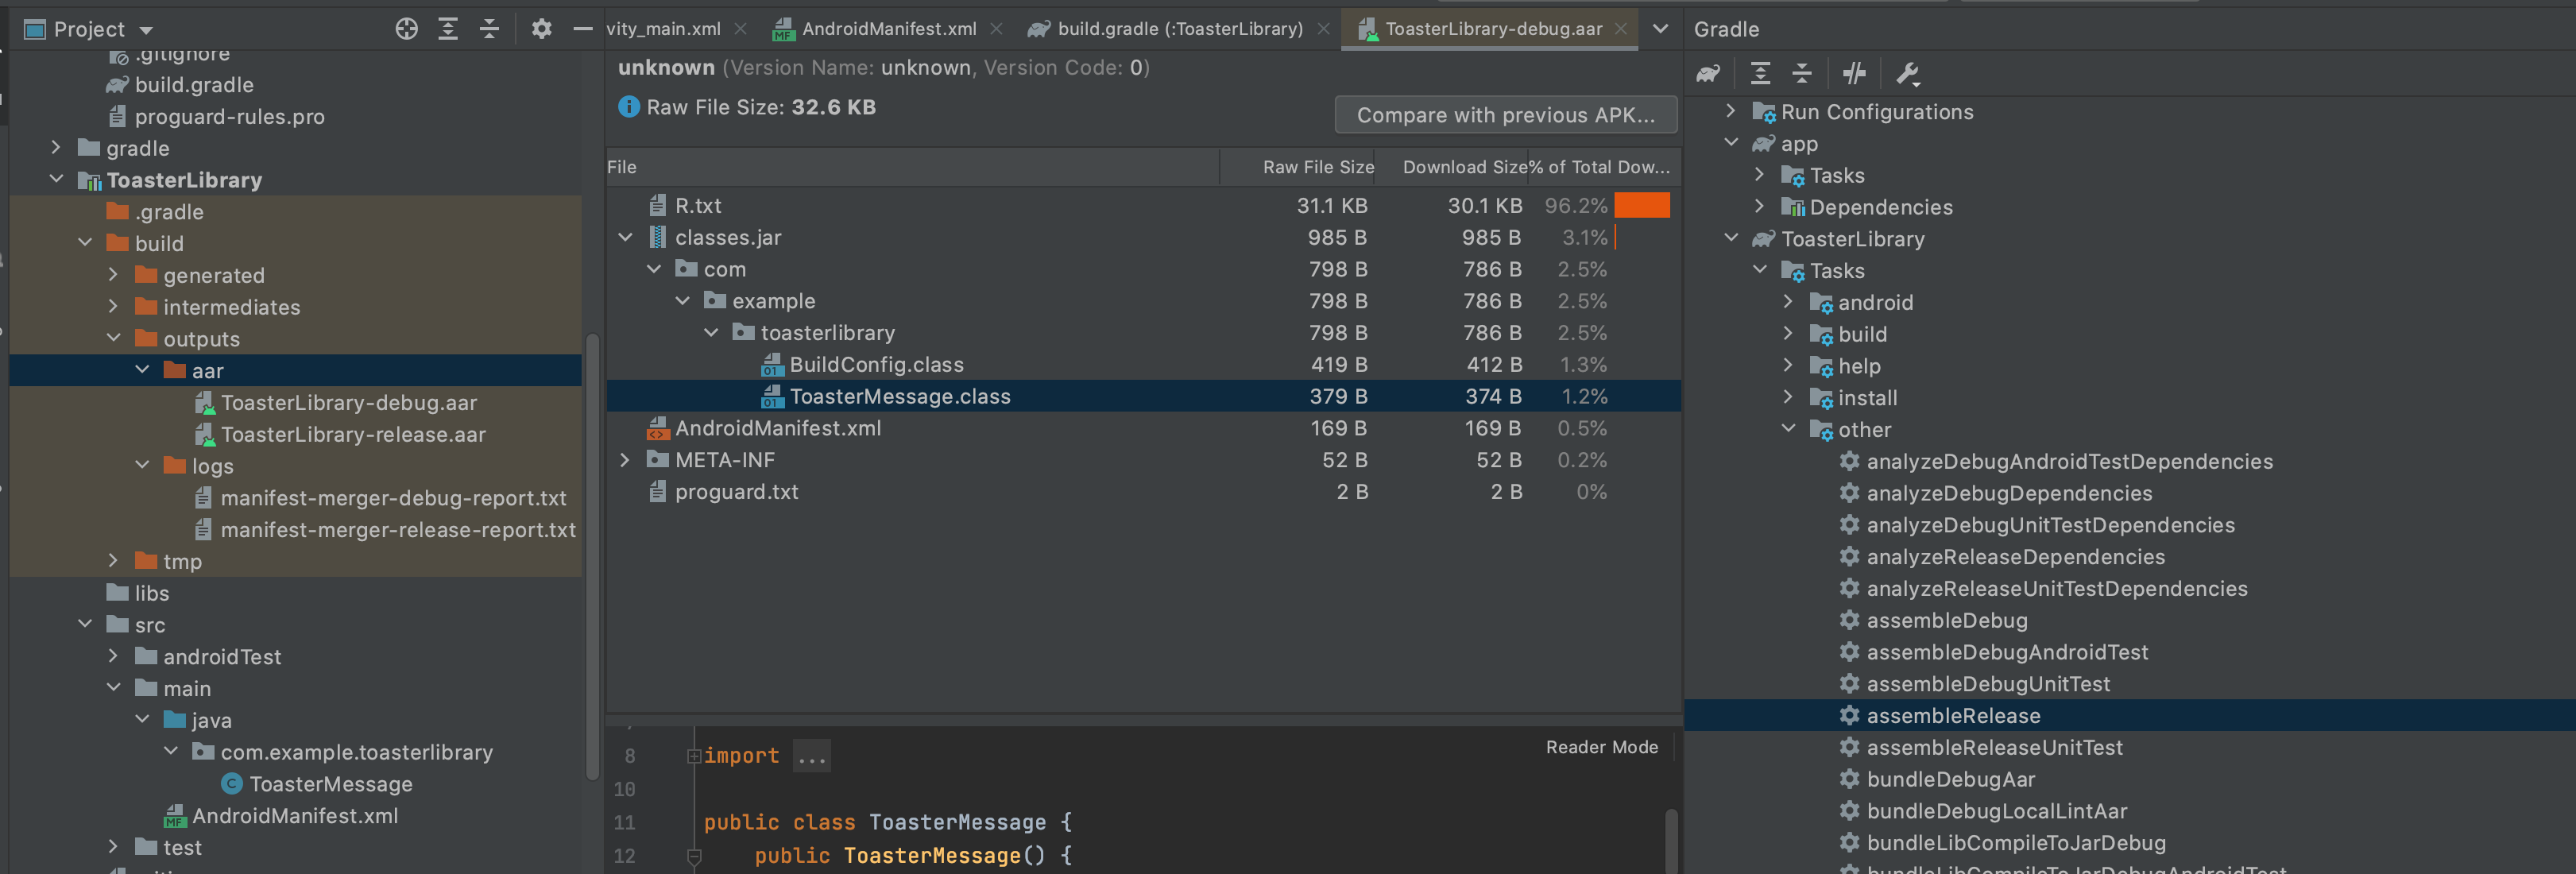 Project
.gitignore
build.gradle
proguard-rules.pro
gradle
ToasterLibrary
.gradle
build
generated
intermediates
outputs
aar
ToasterLibrary-debug.aar
ToasterLibrary-release.aar
logs
manifest-merger-debug-report.txt
manifest-merger-release-report.txt
tmp
libs
src
androidTest
main
java
com.example.toasterlibrary
ToasterMessage
AndroidManifest.xml
test
vity_main.xml
AndroidManifest.xml
build.gradle (:ToasterLibrary)
ToasterLibrary-debug.aar
unknown (Version Name: unknown, Version Code: 0)
Raw File Size: 32.6 KB
Compare with previous APK...
File Raw File Size Download Size % of Total Dow...
R.txt 31.1 KB 30.1 KB 96.2%
classes.jar 985 B 985 B 3.1%
com 798 B 786 B 2.5%
example 798 B 786 B 2.5%
toasterlibrary 798 B 786 B 2.5%
BuildConfig.class 419 B 412 B 1.3%
ToasterMessage.class 379 B 374 B 1.2%
AndroidManifest.xml 169 B 169 B 0.5%
META-INF 52 B 52 B 0.2%
proguard.txt 2 B 2 B 0%
Reader Mode
8 import ...
10
11 public class ToasterMessage {
12 public ToasterMessage() {
Gradle
Run Configurations
app
Tasks
Dependencies
ToasterLibrary
Tasks
android
build
help
install
other
analyzeDebugAndroidTestDependencies
analyzeDebugDependencies
analyzeDebugUnitTestDependencies
analyzeReleaseDependencies
analyzeReleaseUnitTestDependencies
assembleDebug
assembleDebugAndroidTest
assembleDebugUnitTest
assembleRelease
assembleReleaseUnitTest
bundleDebugAar
bundleDebugLocalLintAar
bundleLibCompileToJarDebug
bundleLibCompileToJarDebugAndroidTest